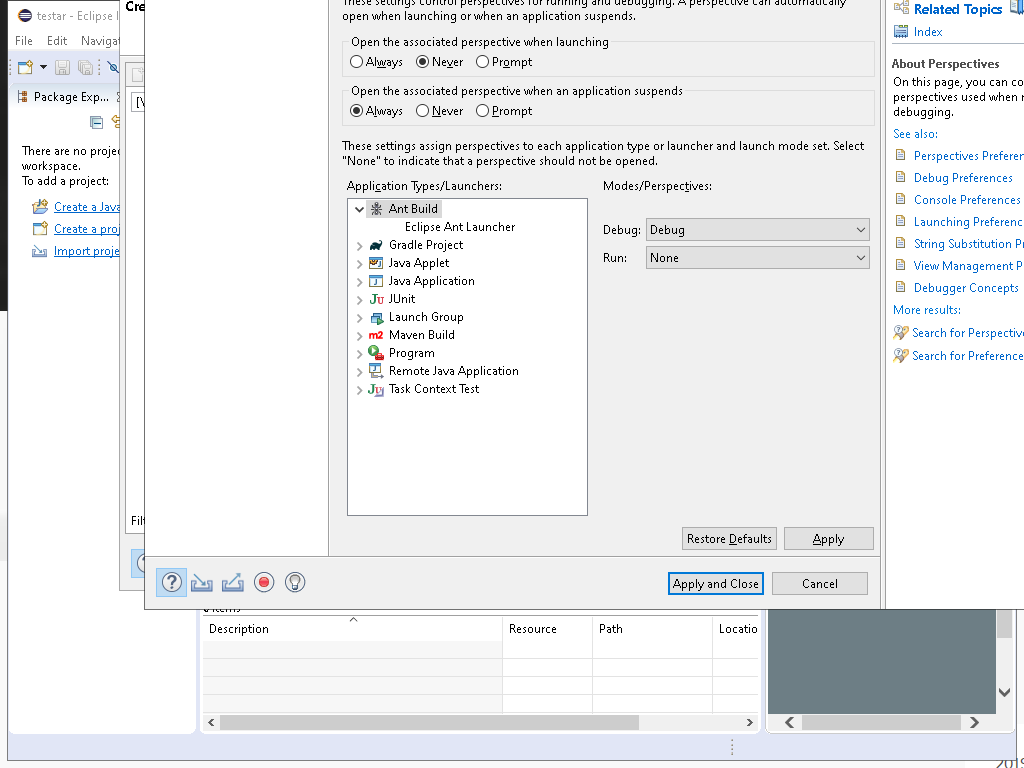 testar - Eclipse I
File Edit Navigat
Package Exp...
There are no proje
workspace.
To add a project:
Create a Java
Create a proj
Import proje
Cre
[\
Filt
These settings control perspectives for running and debugging. A perspective can automatically
open when launching or when an application suspends.
Open the associated perspective when launching
Always Never Prompt
Open the associated perspective when an application suspends
Always Never Prompt
These settings assign perspectives to each application type or launcher and launch mode set. Select
"None" to indicate that a perspective should not be opened.
Application Types/Launchers:
Ant Build
Eclipse Ant Launcher
Gradle Project
Java Applet
Java Application
JUnit
Launch Group
Maven Build
Program
Remote Java Application
Task Context Test
Modes/Perspectives:
Debug: Debug
Run: None
Restore Defaults Apply
Apply and Close Cancel
Related Topics
Index
About Perspectives
On this page, you can co
perspectives used when r
debugging.
See also:
Perspectives Preferen
Debug Preferences
Console Preferences
Launching Preferenc
String Substitution Pr
View Management P
Debugger Concepts
More results:
Search for Perspective
Search for Preference
Description Resource Path Locatio
2019